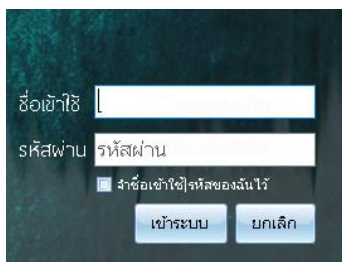 ชื่อเข้าใช้
รหัสผ่าน รหัสผ่าน
จำชื่อเข้าใช้|รหัสของฉันไว้
เข้าระบบ ยกเลิก